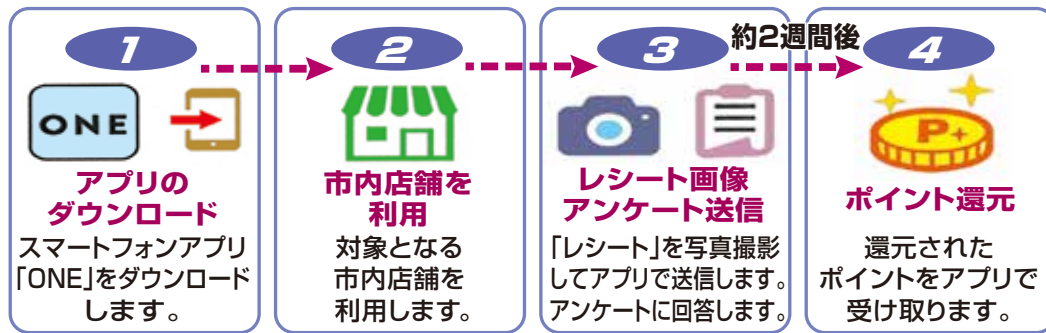 1
ONE
アプリの
ダウンロード
スマートフォンアプリ
「ONE」をダウンロード
します。
2
市内店舗を
利用
対象となる
市内店舗を
利用します。
3
レシート画像
アンケート送信
「レシート」を写真撮影
してアプリで送信します。
アンケートに回答します。
約2週間後
4
P+
ポイント還元
還元された
ポイントをアプリで
受け取ります。